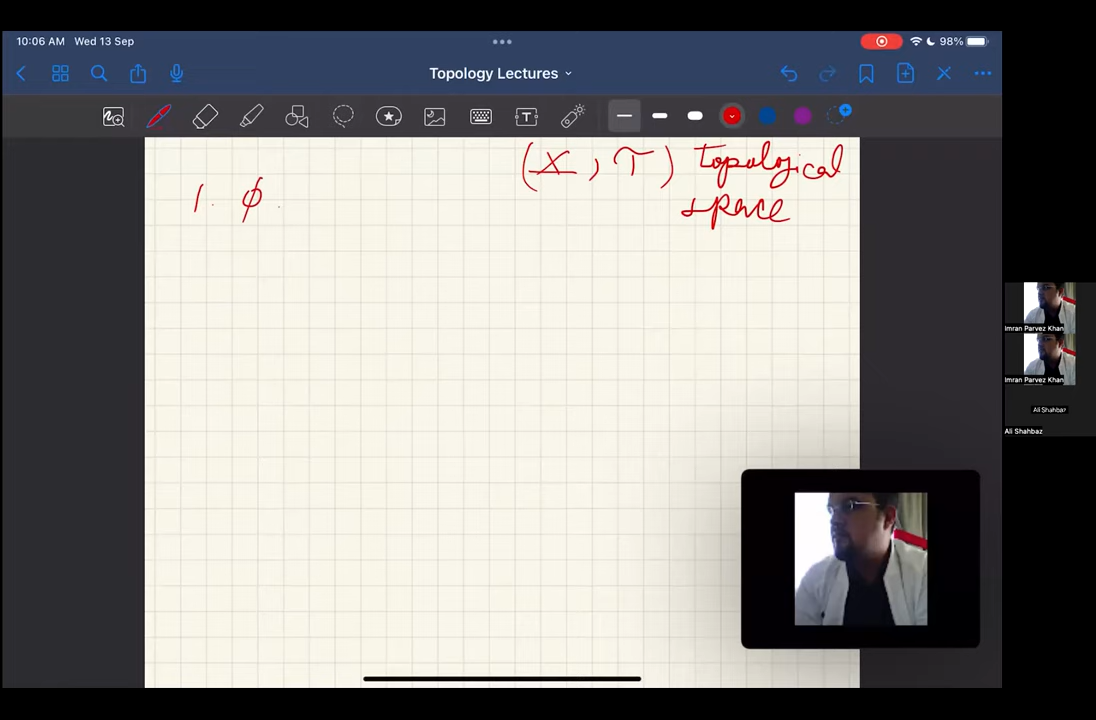 10:06 AM Wed 13 Sep
98%
Topology Lectures
(X, T) topological
space
1. φ
Imran Parvez Khan
Imran Parvez Khan
Ali Shahbaz
Ali Shahbaz